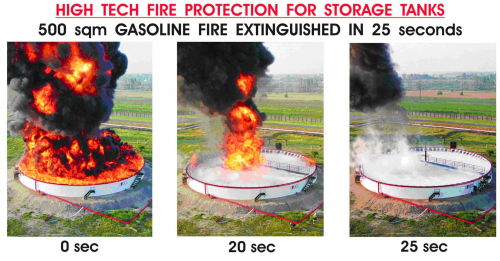 HIGH TECH FIRE PROTECTION FOR STORAGE TANKS
500 sqm GASOLINE FIRE EXTINGUISHED IN 25 seconds
0 sec
20 sec
25 sec